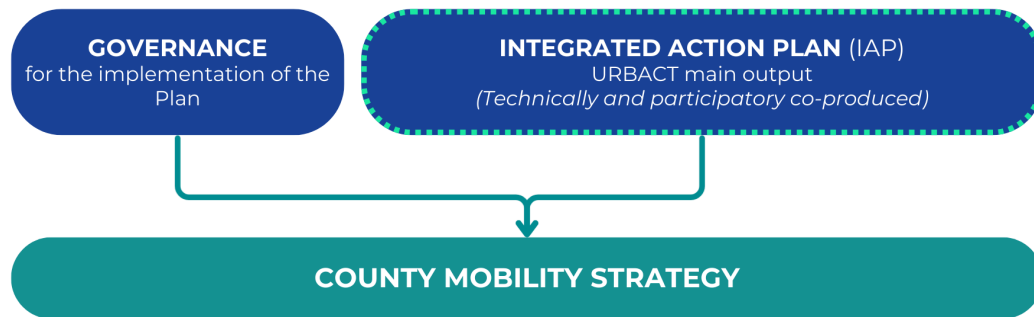 GOVERNANCE
for the implementation of the
Plan
INTEGRATED ACTION PLAN (IAP)
URBACT main output
(Technically and participatory co-produced)
COUNTY MOBILITY STRATEGY